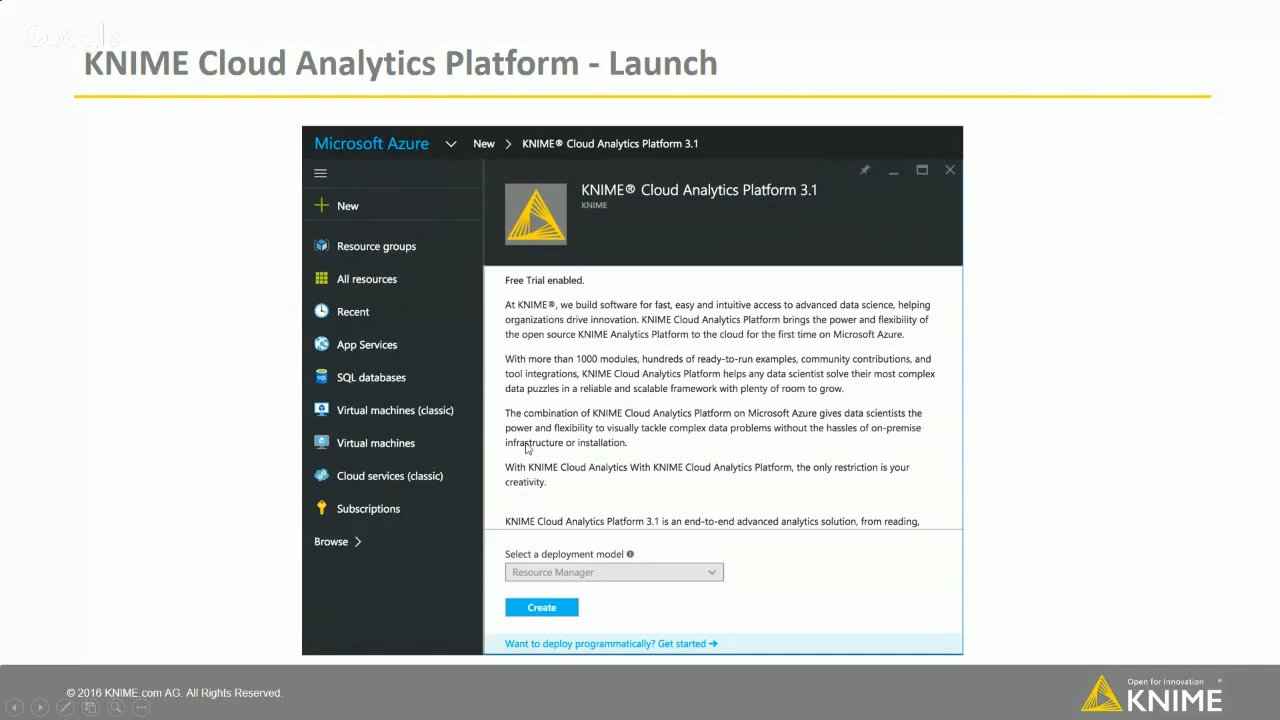 Google
KNIME Cloud Analytics Platform - Launch
Microsoft Azure New KNIME® Cloud Analytics Platform 3.1
New
Resource groups
All resources
Recent
App Services
SQL databases
Virtual machines (classic)
Virtual machines
Cloud services (classic)
Subscriptions
Browse
KNIME® Cloud Analytics Platform 3.1
KNIME
Free Trial enabled.
At KNIME®, we build software for fast, easy and intuitive access to advanced data science, helping
organizations drive innovation. KNIME Cloud Analytics Platform brings the power and flexibility of
the open source KNIME Analytics Platform to the cloud for the first time on Microsoft Azure.
With more than 1000 modules, hundreds of ready-to-run examples, community contributions, and
tool integrations, KNIME Cloud Analytics Platform helps any data scientist solve their most complex
data puzzles in a reliable and scalable framework with plenty of room to grow.
The combination of KNIME Cloud Analytics Platform on Microsoft Azure gives data scientists the
power and flexibility to visually tackle complex data problems without the hassles of on-premise
infrastructure or installation.
With KNIME Cloud Analytics With KNIME Cloud Analytics Platform, the only restriction is your
creativity.
KNIME Cloud Analytics Platform 3.1 is an end-to-end advanced analytics solution, from reading,
Select a deployment model
Resource Manager
Create
Want to deploy programmatically? Get started →
© 2016 KNIME.com AG. All Rights Reserved.
Open for Innovation ®
KNIME